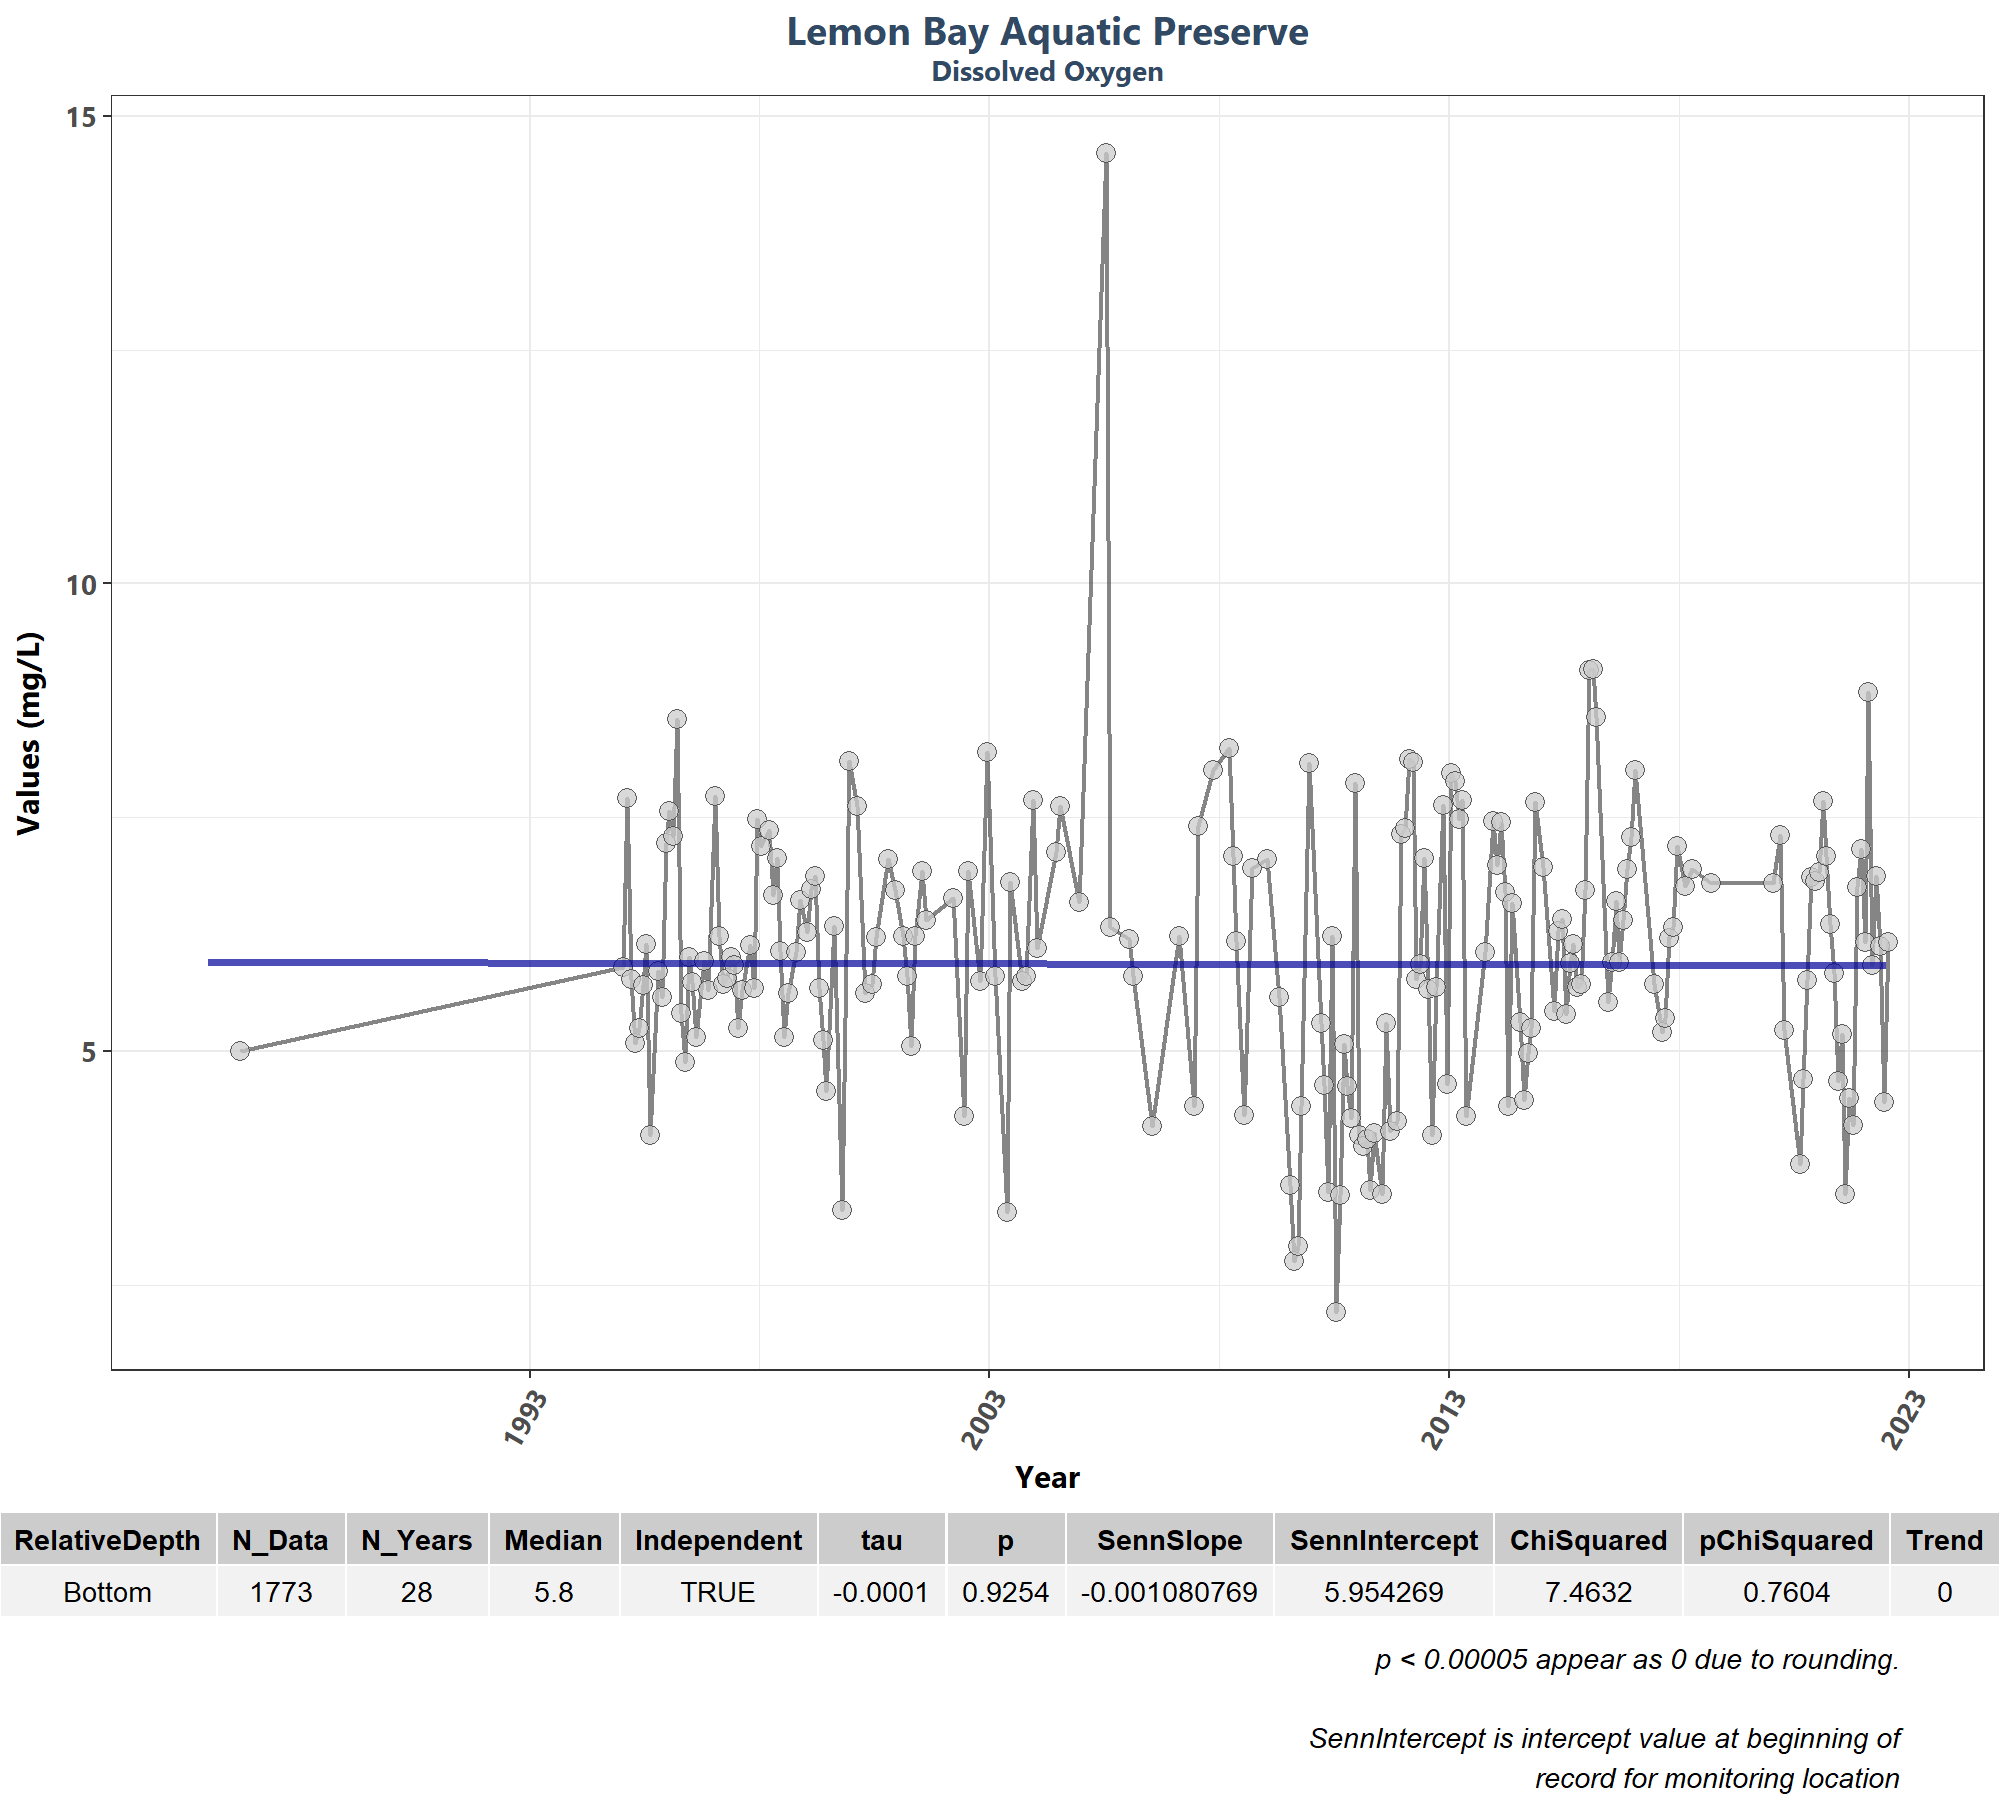 Lemon Bay Aquatic Preserve
Dissolved Oxygen
15
10
5
Values (mg/L)
1993
2003
2013
2023
Year
RelativeDepth N_Data N_Years Median Independent tau p SennSlope SennIntercept ChiSquared pChiSquared Trend
Bottom 1773 28 5.8 TRUE -0.0001 0.9254 -0.001080769 5.954269 7.4632 0.7604 0
p < 0.00005 appear as 0 due to rounding.
SennIntercept is intercept value at beginning of
record for monitoring location